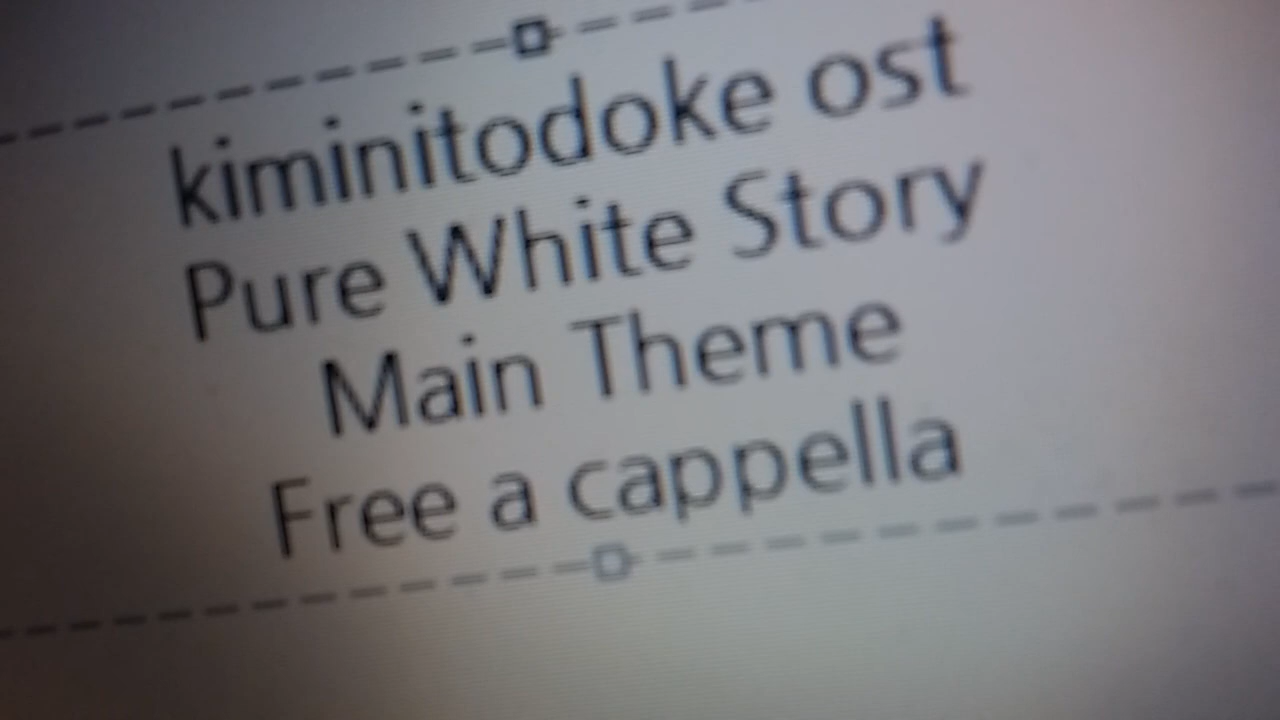 kiminitodoke ost
Pure White Story
Main Theme
Free a cappella